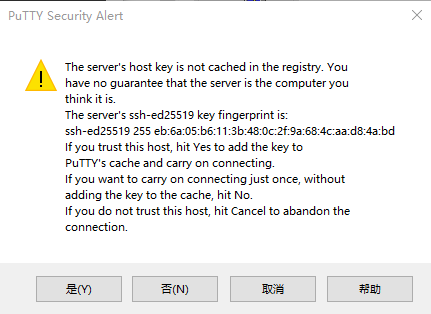 PuTTY Security Alert
The server's host key is not cached in the registry. You
have no guarantee that the server is the computer you
think it is.
The server's ssh-ed25519 key fingerprint is:
ssh-ed25519 255 eb:6a:05:b6:11:3b:48:0c:2f:9a:68:4c:aa:d8:4a:bd
If you trust this host, hit Yes to add the key to
PuTTY's cache and carry on connecting.
If you want to carry on connecting just once, without
adding the key to the cache, hit No.
If you do not trust this host, hit Cancel to abandon the
connection.
是(Y)
否(N)
取消
帮助